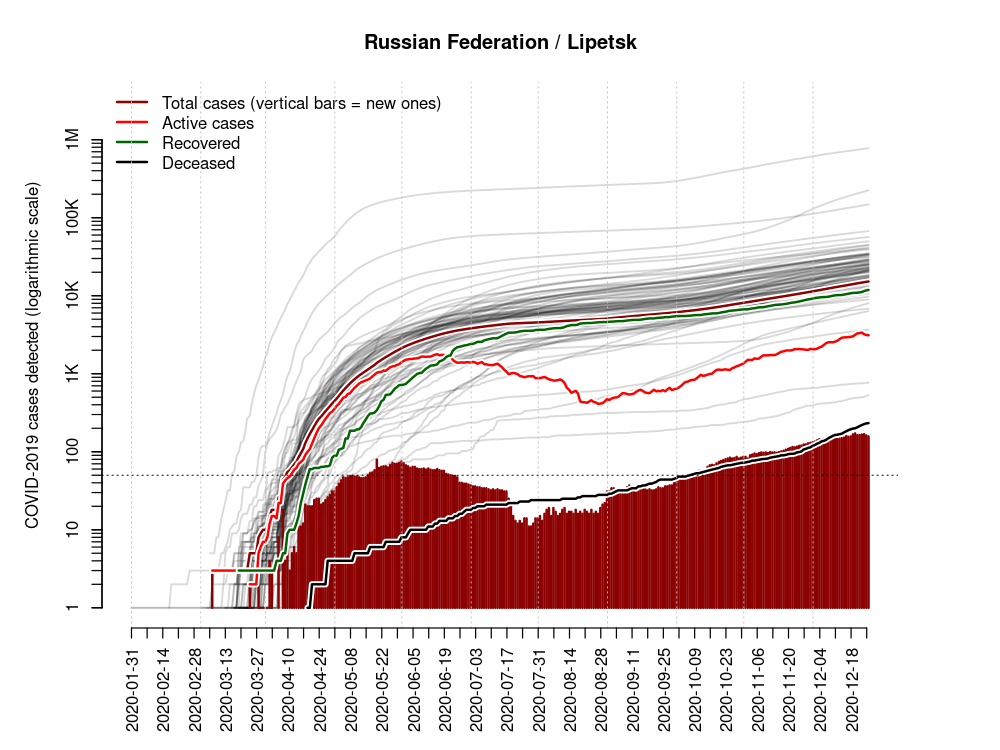 Russian Federation / Lipetsk
Total cases (vertical bars = new ones)
Active cases
Recovered
Deceased
COVID-2019 cases detected (logarithmic scale)
1M
100K
10K
1K
100
10
1
2020-01-31
2020-02-14
2020-02-28
2020-03-13
2020-03-27
2020-04-10
2020-04-24
2020-05-08
2020-05-22
2020-06-05
2020-06-19
2020-07-03
2020-07-17
2020-07-31
2020-08-14
2020-08-28
2020-09-11
2020-09-25
2020-10-09
2020-10-23
2020-11-06
2020-11-20
2020-12-04
2020-12-18